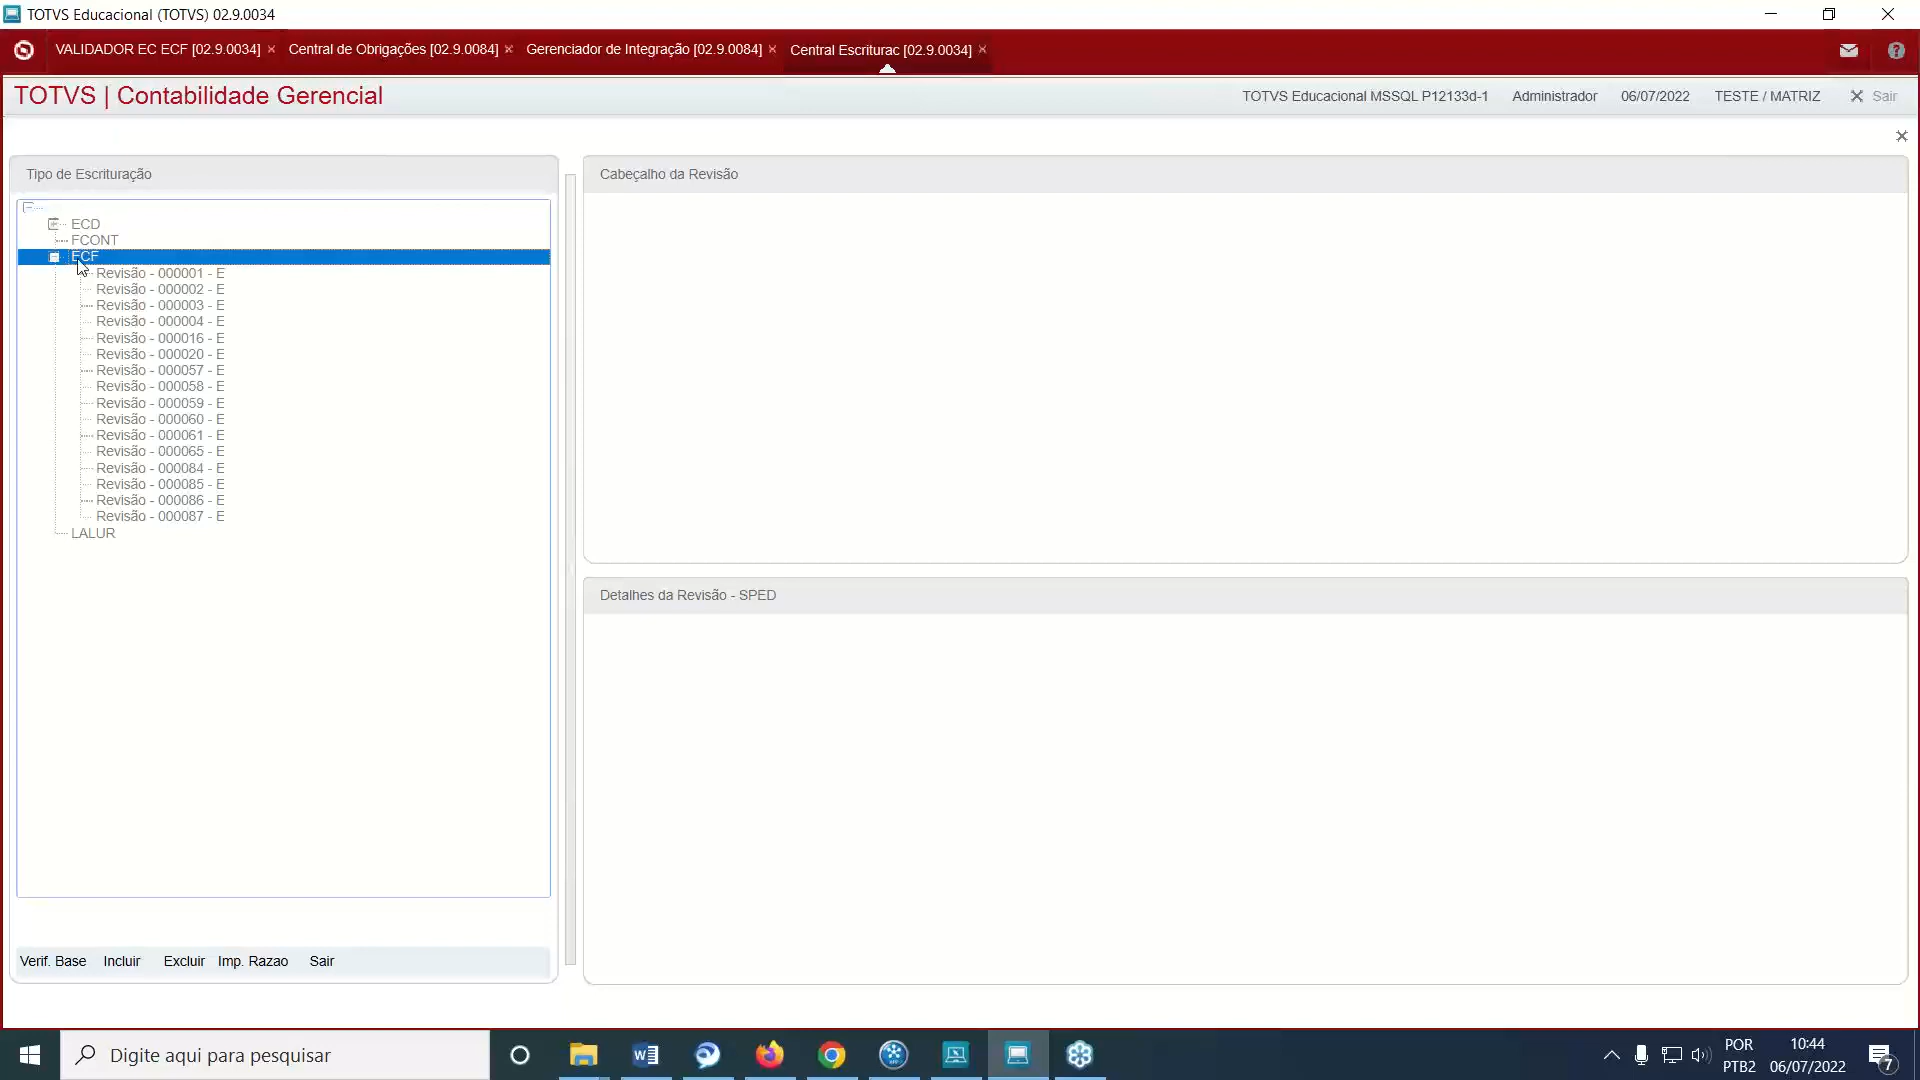 TOTVS Educacional (TOTVS) 02.9.0034
VALIDADOR EC ECF [02.9.0034] × Central de Obrigações [02.9.0084] × Gerenciador de Integração [02.9.0084] × Central Escriturac [02.9.0034] ×
TOTVS | Contabilidade Gerencial
TOTVS Educacional MSSQL P12133d-1 Administrador 06/07/2022 TESTE / MATRIZ Sair
Tipo de Escrituração
ECD
FCONT
ECF
Revisão - 000001 - E
Revisão - 000002 - E
Revisão - 000003 - E
Revisão - 000004 - E
Revisão - 000016 - E
Revisão - 000020 - E
Revisão - 000057 - E
Revisão - 000058 - E
Revisão - 000059 - E
Revisão - 000060 - E
Revisão - 000061 - E
Revisão - 000065 - E
Revisão - 000084 - E
Revisão - 000085 - E
Revisão - 000086 - E
Revisão - 000087 - E
LALUR
Verif. Base Incluir Excluir Imp. Razao Sair
Cabeçalho da Revisão
Detalhes da Revisão - SPED
Digite aqui para pesquisar
POR
PTB2
10:44
06/07/2022
7